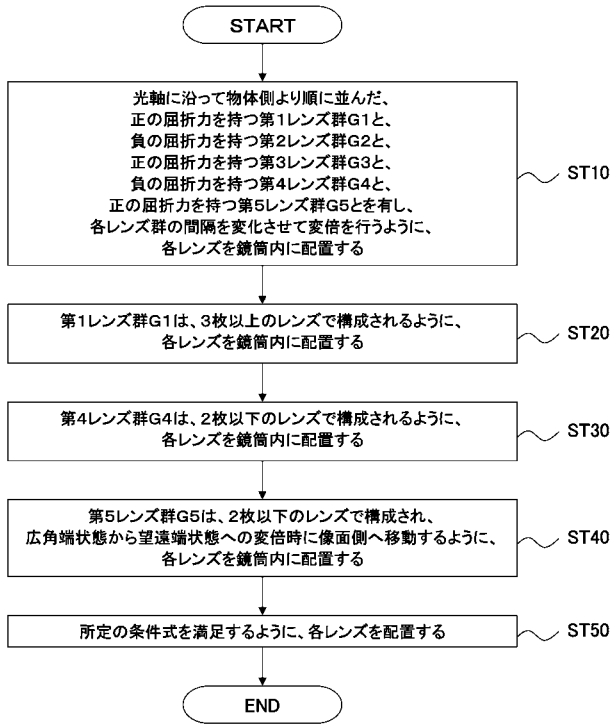 START
光軸に沿って物体側より順に並んだ、
正の屈折力を持つ第1レンズ群G1と、
負の屈折力を持つ第2レンズ群G2と、
正の屈折力を持つ第3レンズ群G3と、
負の屈折力を持つ第4レンズ群G4と、
正の屈折力を持つ第5レンズ群G5とを有し、
各レンズ群の間隔を変化させて変倍を行うように、
各レンズを鏡筒内に配置する
ST10
第1レンズ群G1は、3枚以上のレンズで構成されるように、
各レンズを鏡筒内に配置する
ST20
第4レンズ群G4は、2枚以下のレンズで構成されるように、
各レンズを鏡筒内に配置する
ST30
第5レンズ群G5は、2枚以下のレンズで構成され、
広角端状態から望遠端状態への変倍時に像面側へ移動するように、
各レンズを鏡筒内に配置する
ST40
所定の条件式を満足するように、各レンズを配置する
ST50
END